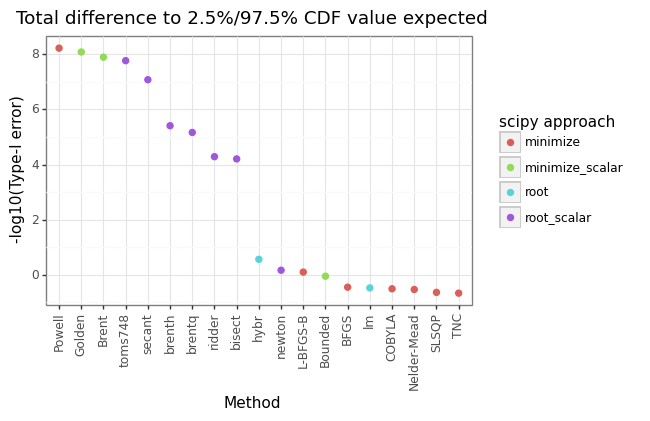 Total difference to 2.5%/97.5% CDF value expected
8
6
4
2
0
-log10(Type-I error)
Powell
Golden
Brent
toms748
secant
brenth
brentq
ridder
bisect
hybr
newton
L-BFGS-B
Bounded
BFGS
lm
COBYLA
Nelder-Mead
SLSQP
TNC
Method
scipy approach
minimize
minimize_scalar
root
root_scalar